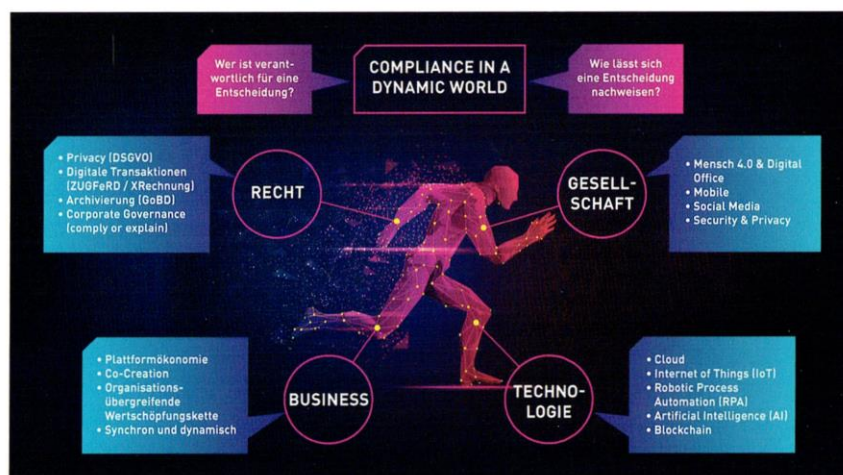 Wer ist verant-
wortlich für eine
Entscheidung?
COMPLIANCE IN A
DYNAMIC WORLD
Wie lässt sich
eine Entscheidung
nachweisen?
• Privacy (DSGVO)
• Digitale Transaktionen
(ZUGFeRD / XRechnung)
• Archivierung (GoBD)
• Corporate Governance
(comply or explain)
RECHT
GESELL-
SCHAFT
• Mensch 4.0 & Digital
Office
• Mobile
• Social Media
• Security & Privacy
• Plattformökonomie
• Co-Creation
• Organisations-
übergreifende
Wertschöpfungskette
• Synchron und dynamisch
BUSINESS
TECHNO-
LOGIE
• Cloud
• Internet of Things (IoT)
• Robotic Process
Automation (RPA)
• Artificial Intelligence (AI)
• Blockchain